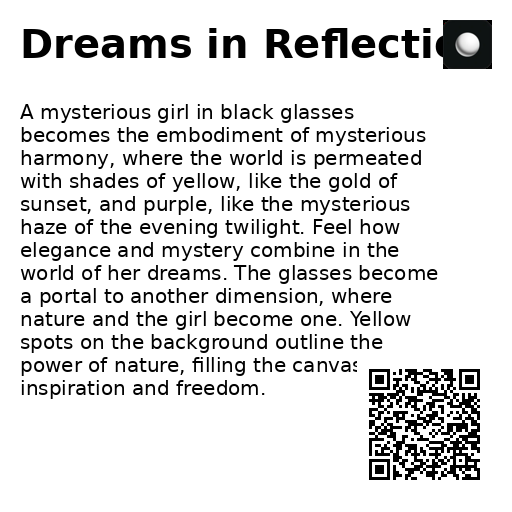 Dreams in Reflectio
A mysterious girl in black glasses
becomes the embodiment of mysterious
harmony, where the world is permeated
with shades of yellow, like the gold of
sunset, and purple, like the mysterious
haze of the evening twilight. Feel how
elegance and mystery combine in the
world of her dreams. The glasses become
a portal to another dimension, where
nature and the girl become one. Yellow
spots on the background outline the
power of nature, filling the canvas
inspiration and freedom.